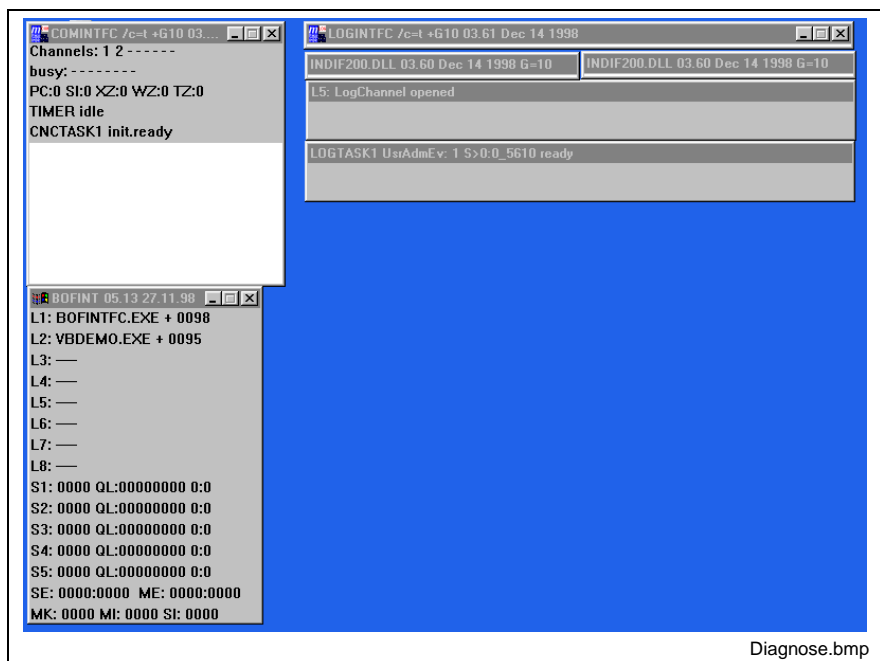 COMINTFC /c=t +G10 03....
Channels: 1 2 - - - - - -
busy: - - - - - - - -
PC:0 SI:0 XZ:0 WZ:0 TZ:0
TIMER idle
CNCTASK1 init.ready
LOGINTFC /c=t +G10 03.61 Dec 14 1998
INDIF200.DLL 03.60 Dec 14 1998 G=10
INDIF200.DLL 03.60 Dec 14 1998 G=10
L5: LogChannel opened
LOGTASK1 UsrAdmEv: 1 S>0:0_5610 ready
BOFINT 05.13 27.11.98
L1: BOFINTFC.EXE + 0098
L2: VBDEMO.EXE + 0095
L3: ----
L4: ----
L5: ----
L6: ----
L7: ----
L8: ----
S1: 0000 QL:00000000 0:0
S2: 0000 QL:00000000 0:0
S3: 0000 QL:00000000 0:0
S4: 0000 QL:00000000 0:0
S5: 0000 QL:00000000 0:0
SE: 0000:0000 ME: 0000:0000
MK: 0000 MI: 0000 SI: 0000
Diagnose.bmp